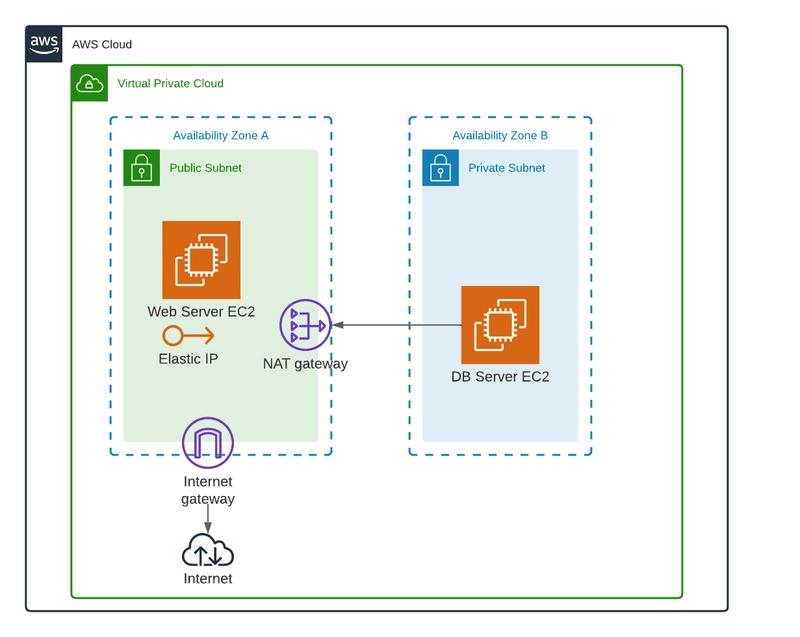 aws
AWS Cloud
Virtual Private Cloud
Availability Zone A
Availability Zone B
Public Subnet
Private Subnet
Web Server EC2
Elastic IP
NAT gateway
DB Server EC2
Internet
gateway
Internet